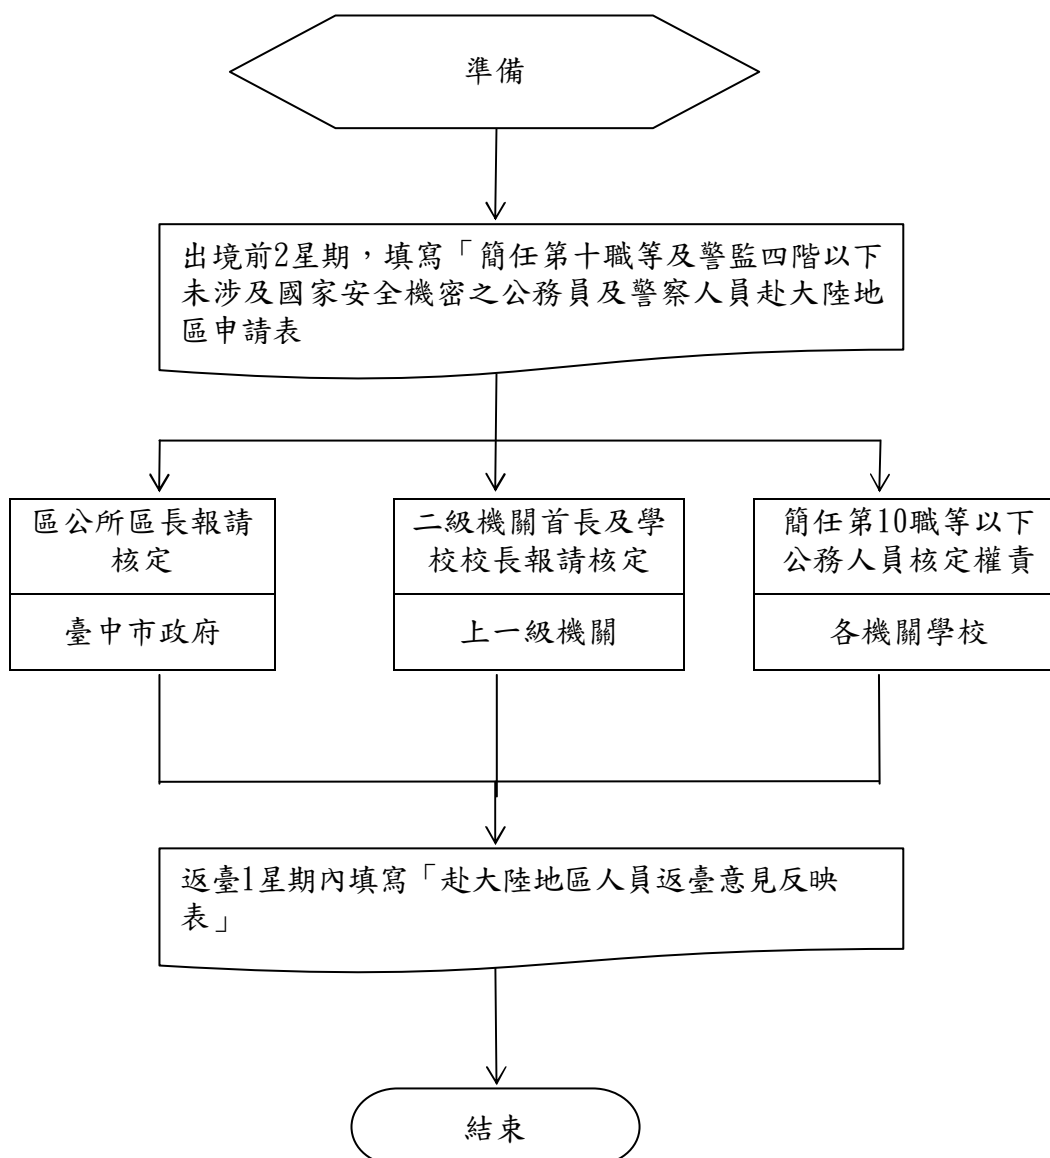 準備
出境前2星期，填寫「簡任第十職等及警監四階以下
未涉及國家安全機密之公務員及警察人員赴大陸地
區申請表
區公所區長報請
核定
臺中市政府
二級機關首長及學
校校長報請核定
上一級機關
簡任第10職等以下
公務人員核定權責
各機關學校
返臺1星期內填寫「赴大陸地區人員返臺意見反映
表」
結束